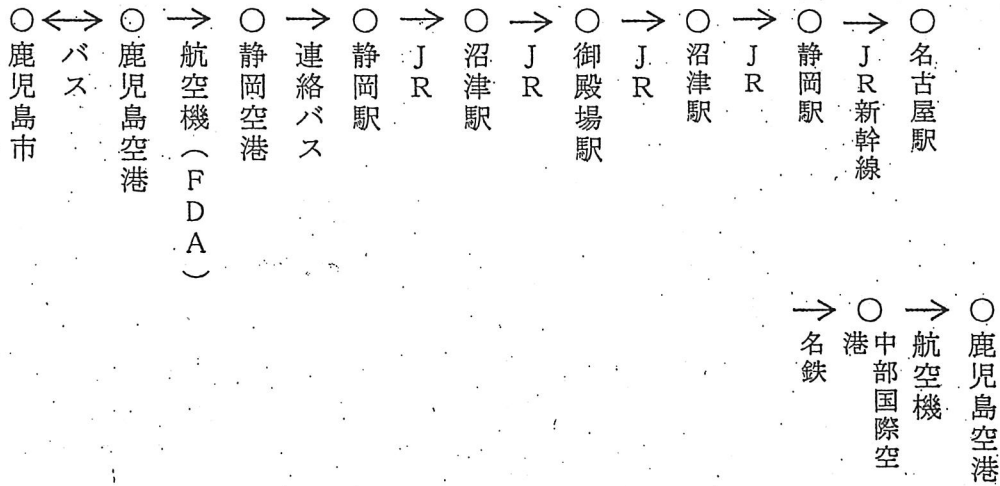 ○←→○→○→○→○→○→○→○→○→○
鹿児島市
バス
鹿児島空港
航空機(FDA)
静岡空港
連絡バス
静岡駅
JR
沼津駅
JR
御殿場駅
JR
沼津駅
JR
静岡駅
JR新幹線
名古屋駅
→○→○
名鉄
中部国際空港
航空機
鹿児島空港